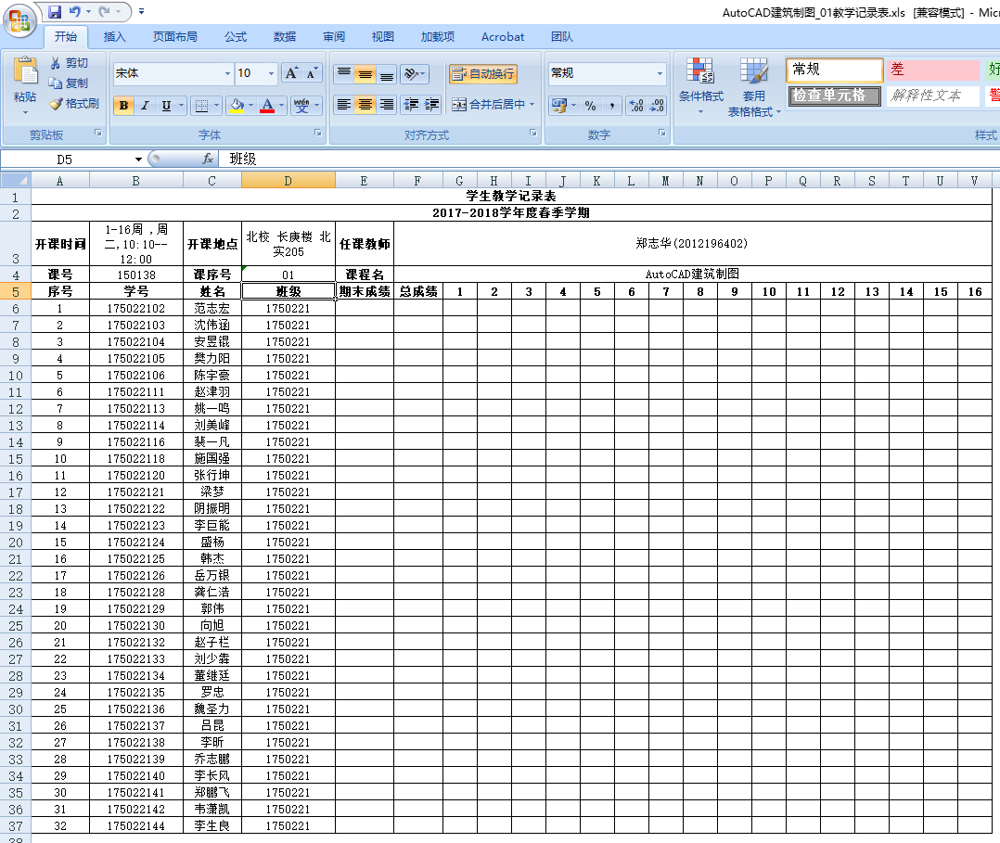 AutoCAD建筑制图_01教学记录表.xls [兼容模式] - Micr
开始 插入 页面布局 公式 数据 审阅 视图 加载项 Acrobat 团队
粘贴 剪切 复制 格式刷 剪贴板
宋体 10 A A B I U A wén 字体
自动换行 合并后居中 对齐方式
常规 % , .0 .00 .00 .0 数字
条件格式 套用表格格式 常规 差 好 检查单元格 解释性文本 警 样式
D5 fx 班级
A B C D E F G H I J K L M N O P Q R S T U V
1 学生教学记录表
2 2017-2018学年度春季学期
3 开课时间 1-16周 ,周二,10:10--12:00 开课地点 北校 长庚楼 北实205 任课教师 郑志华(2012196402)
4 课号 150138 课序号 01 课程名 AutoCAD建筑制图
5 序号 学号 姓名 班级 期末成绩 总成绩 1 2 3 4 5 6 7 8 9 10 11 12 13 14 15 16
6 1 175022102 范志宏 1750221
7 2 175022103 沈伟涵 1750221
8 3 175022104 安昱锟 1750221
9 4 175022105 樊力阳 1750221
10 5 175022106 陈宇豪 1750221
11 6 175022111 赵津羽 1750221
12 7 175022113 姚一鸣 1750221
13 8 175022114 刘美峰 1750221
14 9 175022116 裴一凡 1750221
15 10 175022118 施国强 1750221
16 11 175022120 张行坤 1750221
17 12 175022121 梁梦 1750221
18 13 175022122 阴振明 1750221
19 14 175022123 李巨能 1750221
20 15 175022124 盛杨 1750221
21 16 175022125 韩杰 1750221
22 17 175022126 岳万银 1750221
23 18 175022128 龚仁浩 1750221
24 19 175022129 郭伟 1750221
25 20 175022130 向旭 1750221
26 21 175022132 赵子栏 1750221
27 22 175022133 刘少犇 1750221
28 23 175022134 董继廷 1750221
29 24 175022135 罗忠 1750221
30 25 175022136 魏圣力 1750221
31 26 175022137 吕昆 1750221
32 27 175022138 李昕 1750221
33 28 175022139 乔志鹏 1750221
34 29 175022140 李长风 1750221
35 30 175022141 郑鹏飞 1750221
36 31 175022142 韦潇凯 1750221
37 32 175022144 李生良 1750221